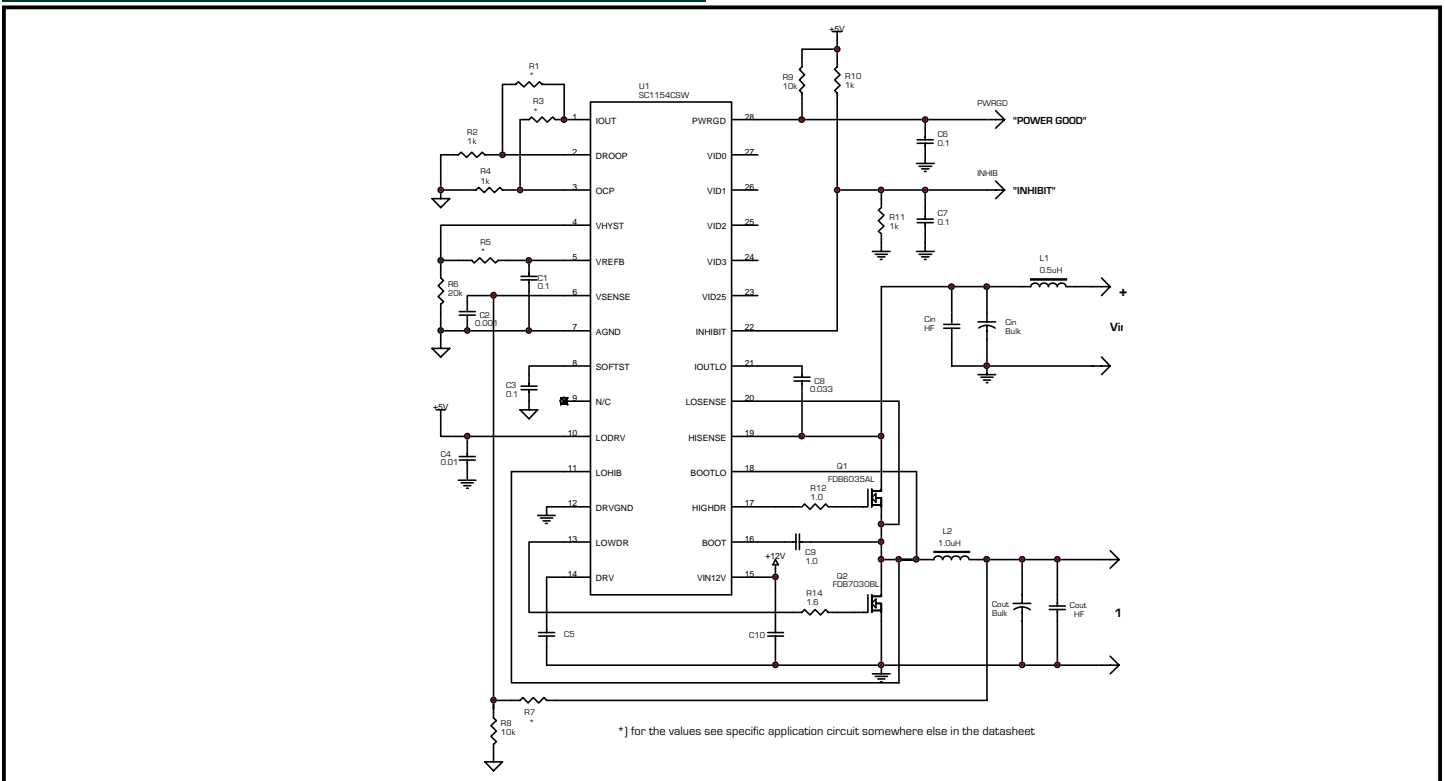 +5V
R1
*
R9
10k
R10
1k
U1
SC1154CSW
R3
*
PWRGD
1
IOUT
PWRGD
28
"POWER GOOD"
R2
1k
C6
0.1
2
DROOP
VID0
27
R4
1k
INHIB
3
OCP
VID1
26
"INHIBIT"
R11
1k
C7
0.1
4
VHYST
VID2
25
R5
*
L1
0.5uH
5
VREFB
VID3
24
C1
0.1
R6
20k
6
VSENSE
VID25
23
+
C2
0.001
Cin
HF
Cin
Bulk
Vin
7
AGND
INHIBIT
22
8
SOFTST
IOUTLO
21
C3
0.1
C8
0.033
9
N/C
LOSENSE
20
+5V
10
LODRV
HISENSE
19
C4
0.01
11
LOHIB
BOOTLO
18
Q1
FDB6035AL
R12
1.0
12
DRVGND
HIGHDR
17
L2
1.0uH
13
LOWDR
BOOT
16
C9
1.0
+12V
14
DRV
VIN12V
15
Q2
FDB7030BL
R14
1.6
Cout
Bulk
Cout
HF
1
C5
C10
R7
*
R8
10k
*) for the values see specific application circuit somewhere else in the datasheet